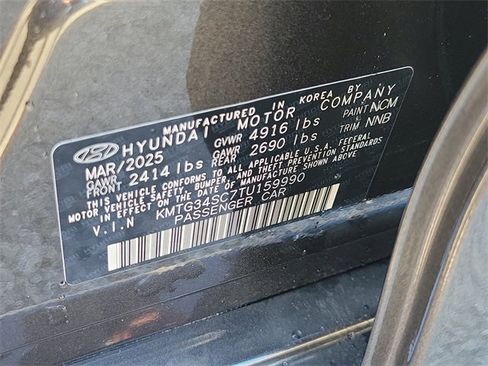 MANUFACTURED IN KOREA BY
HYUNDAI MOTOR COMPANY
MAR/2025 GVWR 4916 lbs PAINT NCM
GAWR FRONT 2414 lbs GAWR REAR 2690 lbs TRIM NNB
THIS VEHICLE CONFORMS TO ALL APPLICABLE U.S.A. FEDERAL
MOTOR VEHICLE SAFETY, BUMPER, AND THEFT PREVENTION
STANDARDS IN EFFECT ON THE DATE OF MANUFACTURE SHOWN ABOVE.
V.I.N KMTG34SC7TU159990
PASSENGER CAR